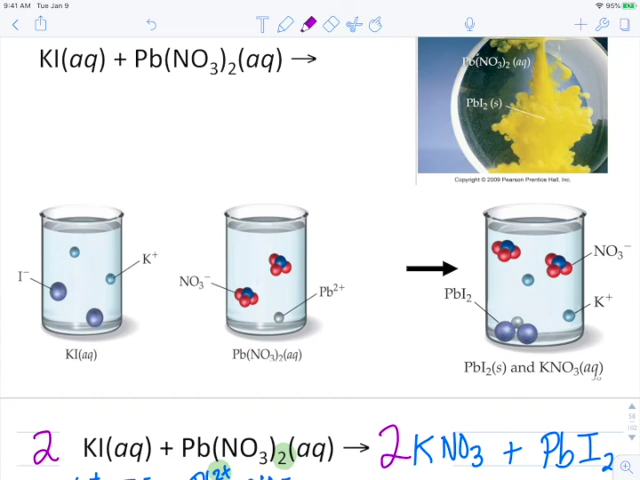 9:41 AM Tue Jan 9
95%
KI(aq) + Pb(NO₃)₂(aq) →
Pb(NO₃)₂ (aq)
PbI₂ (s)
Copyright © 2009 Pearson Prentice Hall, Inc.
I⁻
K⁺
NO₃⁻
Pb²⁺
NO₃⁻
PbI₂
K⁺
KI(aq)
Pb(NO₃)₂(aq)
PbI₂(s) and KNO₃(aq)
2 KI(aq) + Pb(NO₃)₂(aq) → 2KNO₃ + PbI₂